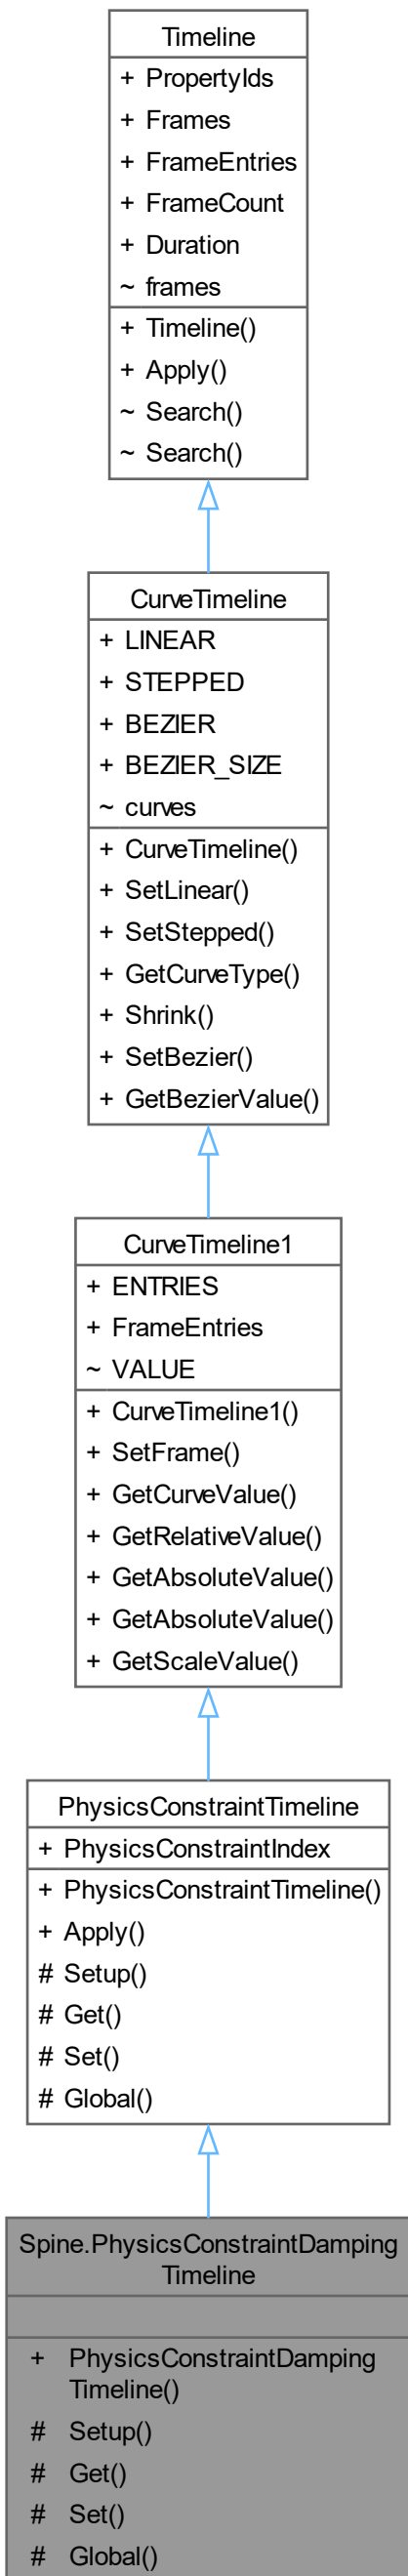 Timeline
+ PropertyIds
+ Frames
+ FrameEntries
+ FrameCount
+ Duration
~ frames
+ Timeline()
+ Apply()
~ Search()
~ Search()
CurveTimeline
+ LINEAR
+ STEPPED
+ BEZIER
+ BEZIER_SIZE
~ curves
+ CurveTimeline()
+ SetLinear()
+ SetStepped()
+ GetCurveType()
+ Shrink()
+ SetBezier()
+ GetBezierValue()
CurveTimeline1
+ ENTRIES
+ FrameEntries
~ VALUE
+ CurveTimeline1()
+ SetFrame()
+ GetCurveValue()
+ GetRelativeValue()
+ GetAbsoluteValue()
+ GetAbsoluteValue()
+ GetScaleValue()
PhysicsConstraintTimeline
+ PhysicsConstraintIndex
+ PhysicsConstraintTimeline()
+ Apply()
# Setup()
# Get()
# Set()
# Global()
Spine.PhysicsConstraintDamping
Timeline
+ PhysicsConstraintDamping
Timeline()
# Setup()
# Get()
# Set()
# Global()